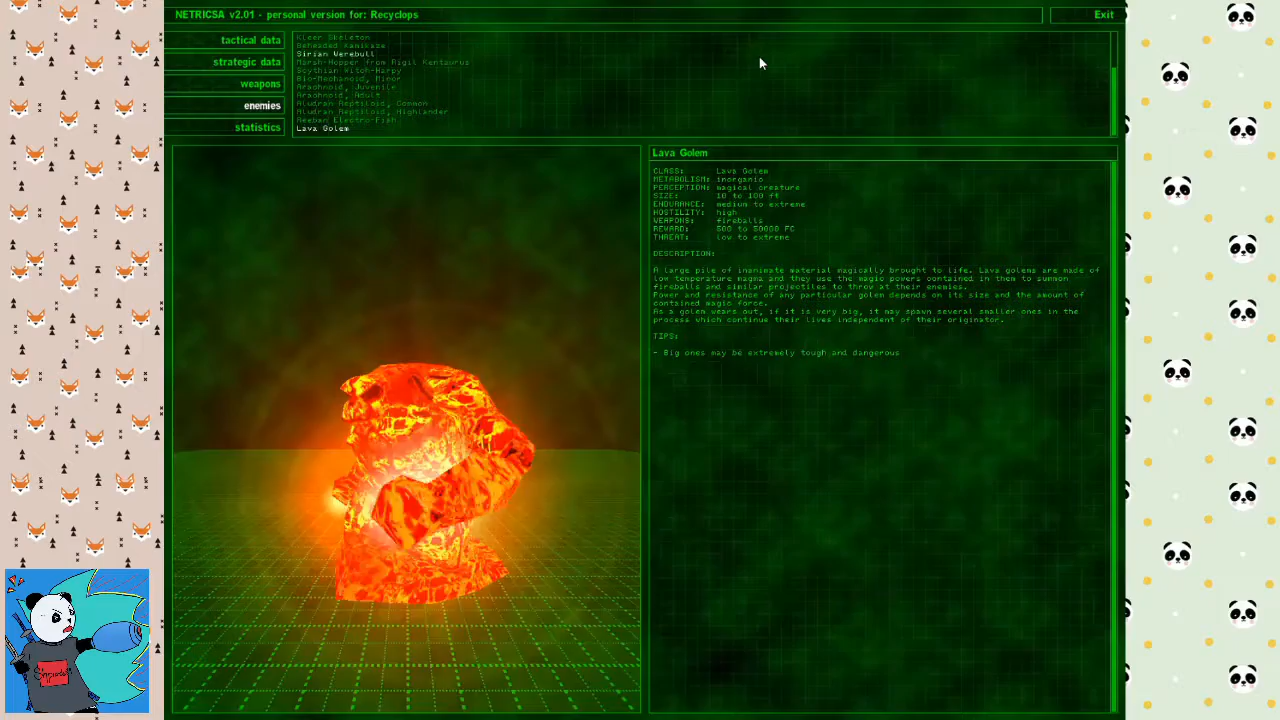 NETRICSA v2.01 - personal version for: Recyclops
Exit
tactical data
strategic data
weapons
enemies
statistics
Kleer Skeleton
Beheaded Kamikaze
Sirian Werebull
Marsh-Hopper from Rigil Kentaurus
Scythian Witch-Harpy
Bio-Mechanoid, Minor
Arachnoid, Juvenile
Arachnoid, Adult
Aludran Reptiloid, Common
Aludran Reptiloid, Highlander
Reeban Electro-Fish
Lava Golem
Lava Golem
CLASS: Lava Golem
METABOLISM: inorganic
PERCEPTION: magical creature
SIZE: 10 to 100 ft
ENDURANCE: medium to extreme
HOSTILITY: high
WEAPONS: fireballs
REWARD: 500 to 50000 FC
THREAT: low to extreme
DESCRIPTION:
A large pile of inanimate material magically brought to life. Lava golems are made of
low temperature magma and they use the magic powers contained in them to summon
fireballs and similar projectiles to throw at their enemies.
Power and resistance of any particular golem depends on its size and the amount of
contained magic force.
As a golem wears out, if it is very big, it may spawn several smaller ones in the
process which continue their lives independent of their originator.
TIPS:
- Big ones may be extremely tough and dangerous